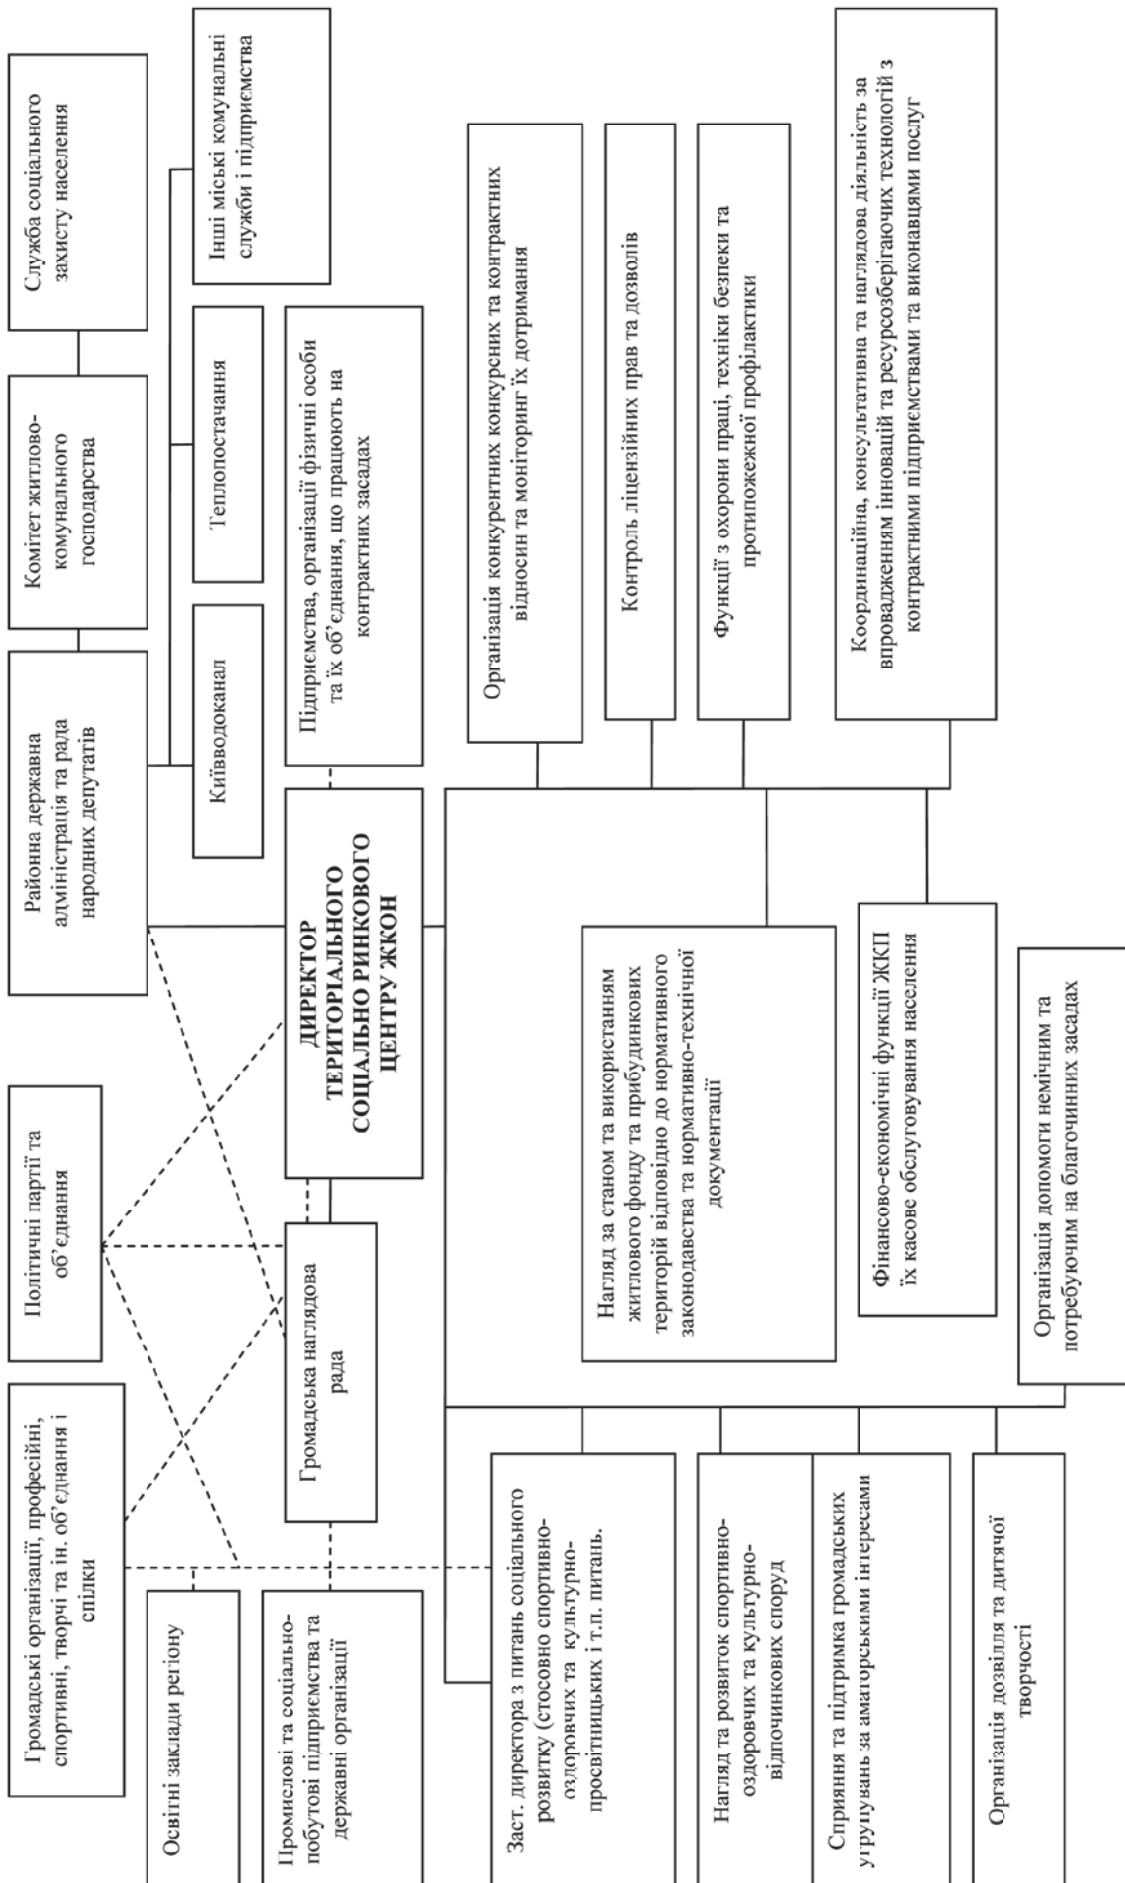 Громадські організації, професійні,
спортивні, творчі та ін. об’єднання і
спілки
Політичні партії та
об’єднання
Районна державна
адміністрація та рада
народних депутатів
Комітет житлово-
комунального
господарства
Служба соціального
захисту населення
Освітні заклади регіону
Київводоканал
Теплопостачання
Інші міські комунальні
служби і підприємства
Промислові та соціально-
побутові підприємства та
державні організації
Громадська наглядова
рада
ДИРЕКТОР
ТЕРИТОРІАЛЬНОГО
СОЦІАЛЬНО РИНКОВОГО
ЦЕНТРУ ЖКОН
Підприємства, організації фізичні особи
та їх об’єднання, що працюють на
контрактних засадах
Заст. директора з питань соціального
розвитку (стосовно спортивно-
оздоровчих та культурно-
просвітницьких і т.п. питань.
Організація конкурентних конкурсних та контрактних
відносин та моніторинг їх дотримання
Нагляд за станом та використанням
житлового фонду та прибудинкових
територій відповідно до нормативного
законодавства та нормативно-технічної
документації
Контроль ліцензійних прав та дозволів
Нагляд та розвиток спортивно-
оздоровчих та культурно-
відпочинкових споруд
Функції з охорони праці, техніки безпеки та
протипожежної профілактики
Сприяння та підтримка громадських
угрупувань за аматорськими інтересами
Фінансово-економічні функції ЖКП та
їх касове обслуговування населення
Координаційна, консультативна та наглядова діяльність за
впровадженням інновацій та ресурсозберігаючих технологій з
контрактними підприємствами та виконавцями послуг
Організація дозвілля та дитячої
творчості
Організація допомоги немічним та
потребуючим на благочинних засадах